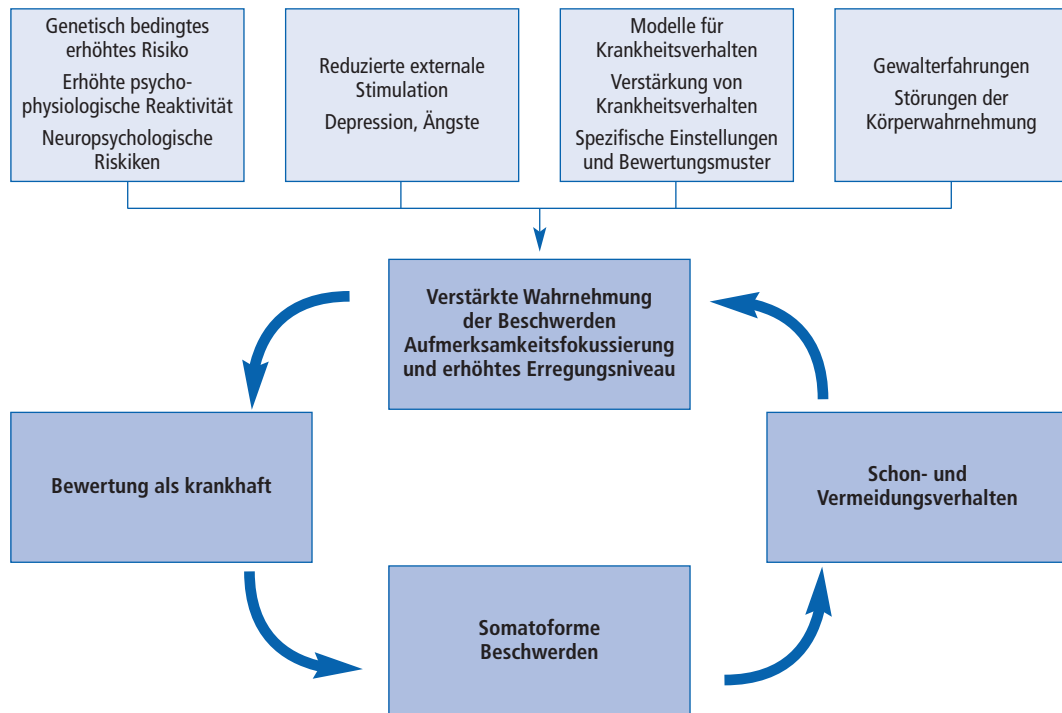 Genetisch bedingtes
erhöhtes Risiko
Erhöhte psycho-
physiologische Reaktivität
Neuropsychologische
Riskiken
Reduzierte externale
Stimulation
Depression, Ängste
Modelle für
Krankheitsverhalten
Verstärkung von
Krankheitsverhalten
Spezifische Einstellungen
und Bewertungsmuster
Gewalterfahrungen
Störungen der
Körperwahrnehmung
Verstärkte Wahrnehmung
der Beschwerden
Aufmerksamkeitsfokussierung
und erhöhtes Erregungsniveau
Bewertung als krankhaft
Schon- und
Vermeidungsverhalten
Somatoforme
Beschwerden